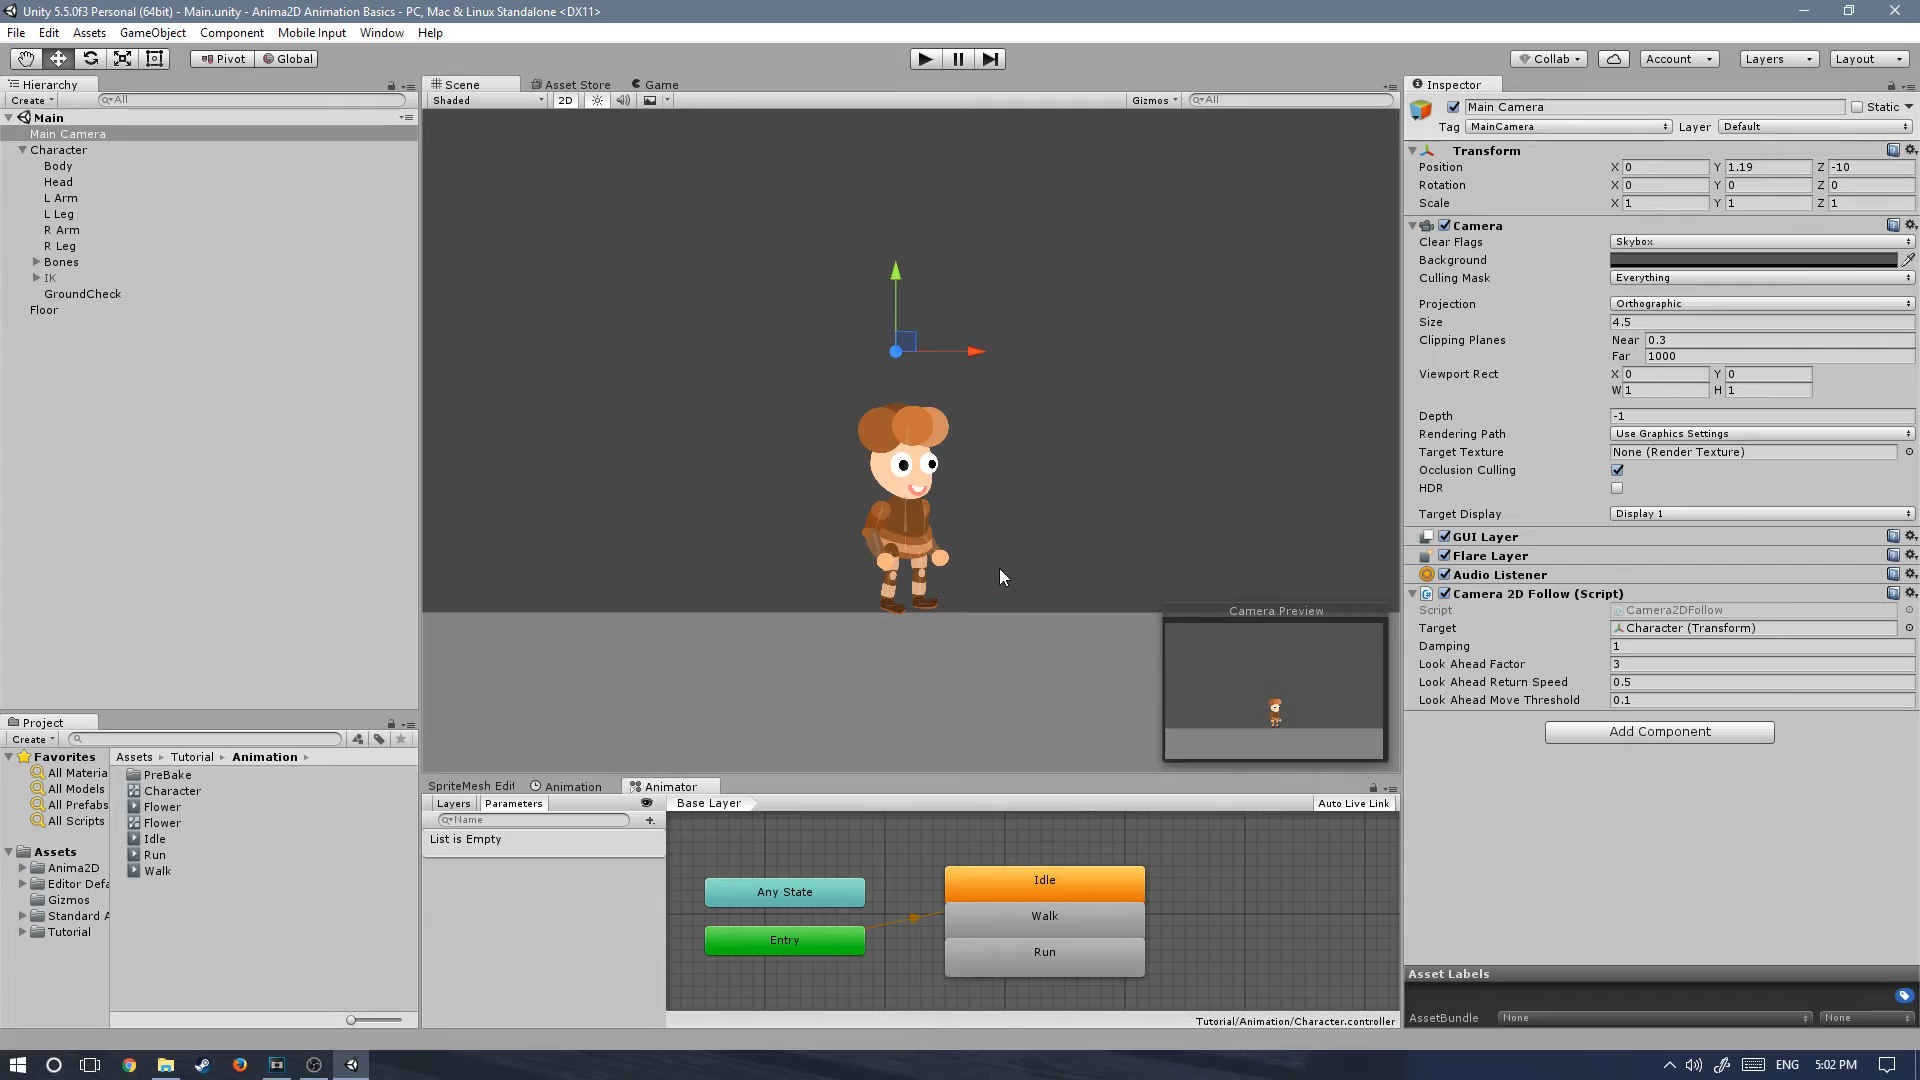 Unity 5.5.0f3 Personal (64bit) - Main.unity - Anima2D Animation Basics - PC, Mac & Linux Standalone <DX11>
File Edit Assets GameObject Component Mobile Input Window Help
Pivot Global Collab Account Layers Layout
Hierarchy
Create All
Main
Main Camera
Character
Body
Head
L Arm
L Leg
R Arm
R Leg
Bones
IK
GroundCheck
Floor
Scene Asset Store Game
Shaded 2D Gizmos All
Camera Preview
Inspector
Main Camera Static
Tag MainCamera Layer Default
Transform
Position X 0 Y 1.19 Z -10
Rotation X 0 Y 0 Z 0
Scale X 1 Y 1 Z 1
Camera
Clear Flags Skybox
Background
Culling Mask Everything
Projection Orthographic
Size 4.5
Clipping Planes Near 0.3
Far 1000
Viewport Rect X 0 Y 0
W 1 H 1
Depth -1
Rendering Path Use Graphics Settings
Target Texture None (Render Texture)
Occlusion Culling
HDR
Target Display Display 1
GUI Layer
Flare Layer
Audio Listener
Camera 2D Follow (Script)
Script Camera2DFollow
Target Character (Transform)
Damping 1
Look Ahead Factor 3
Look Ahead Return Speed 0.5
Look Ahead Move Threshold 0.1
Add Component
Asset Labels
AssetBundle None None
Project
Create
Favorites
All Materia
All Models
All Prefabs
All Scripts
Assets
Anima2D
Editor Defa
Gizmos
Standard A
Tutorial
Assets Tutorial Animation
PreBake
Character
Flower
Flower
Idle
Run
Walk
SpriteMesh Edit Animation Animator
Layers Parameters Base Layer Auto Live Link
Name
List is Empty
Any State
Entry
Idle
Walk
Run
Tutorial/Animation/Character.controller
ENG 5:02 PM